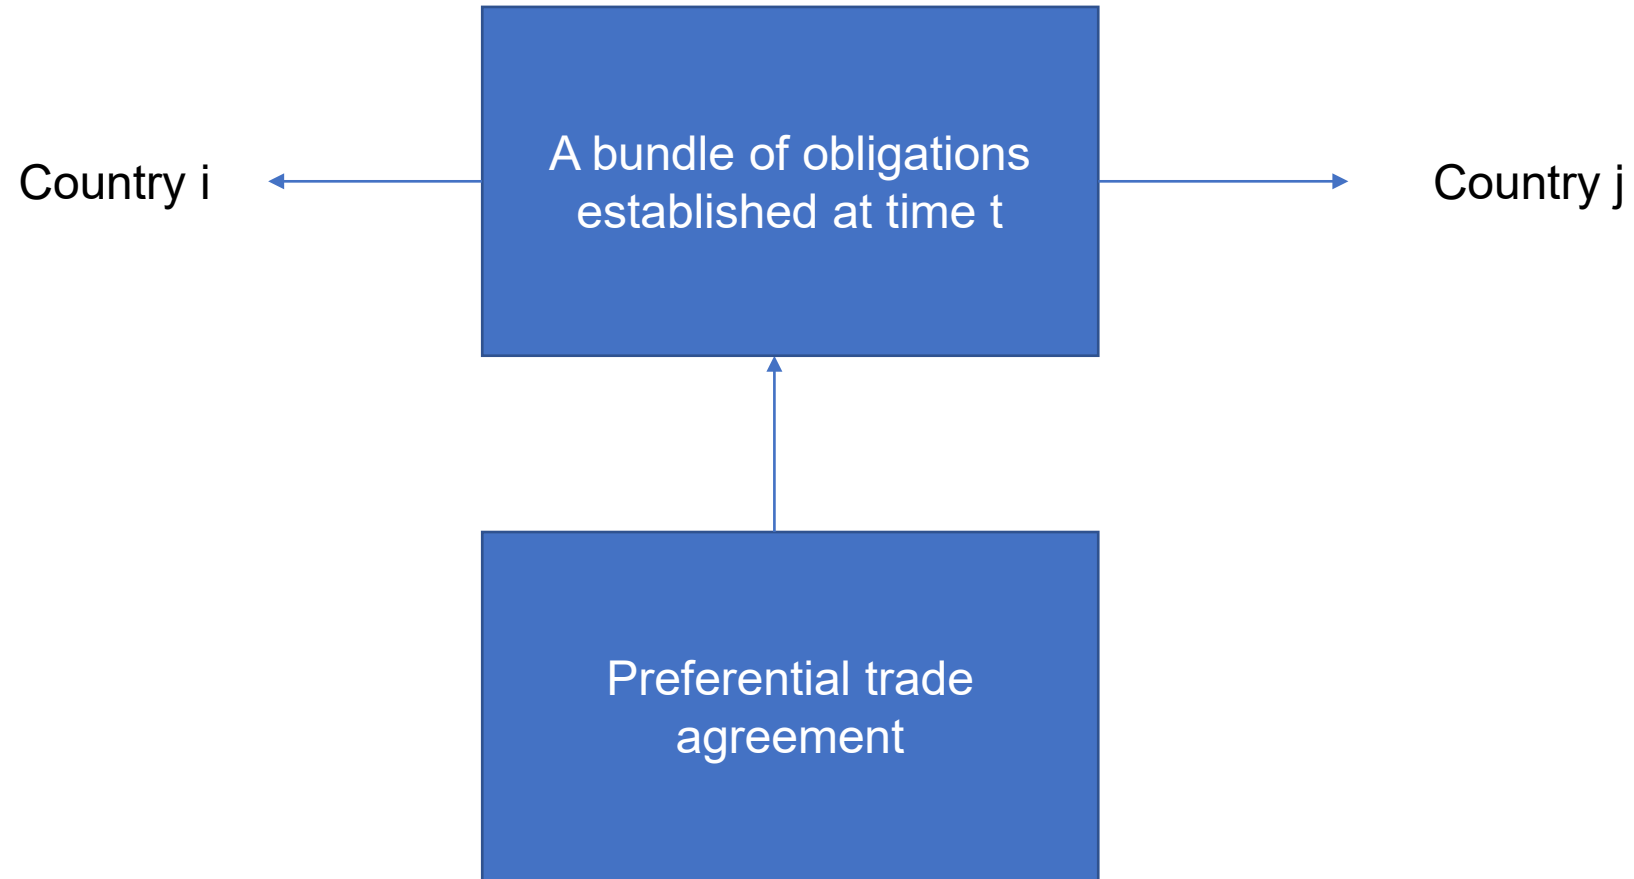 A bundle of obligations
established at time t
Country i
Country j
Preferential trade
agreement